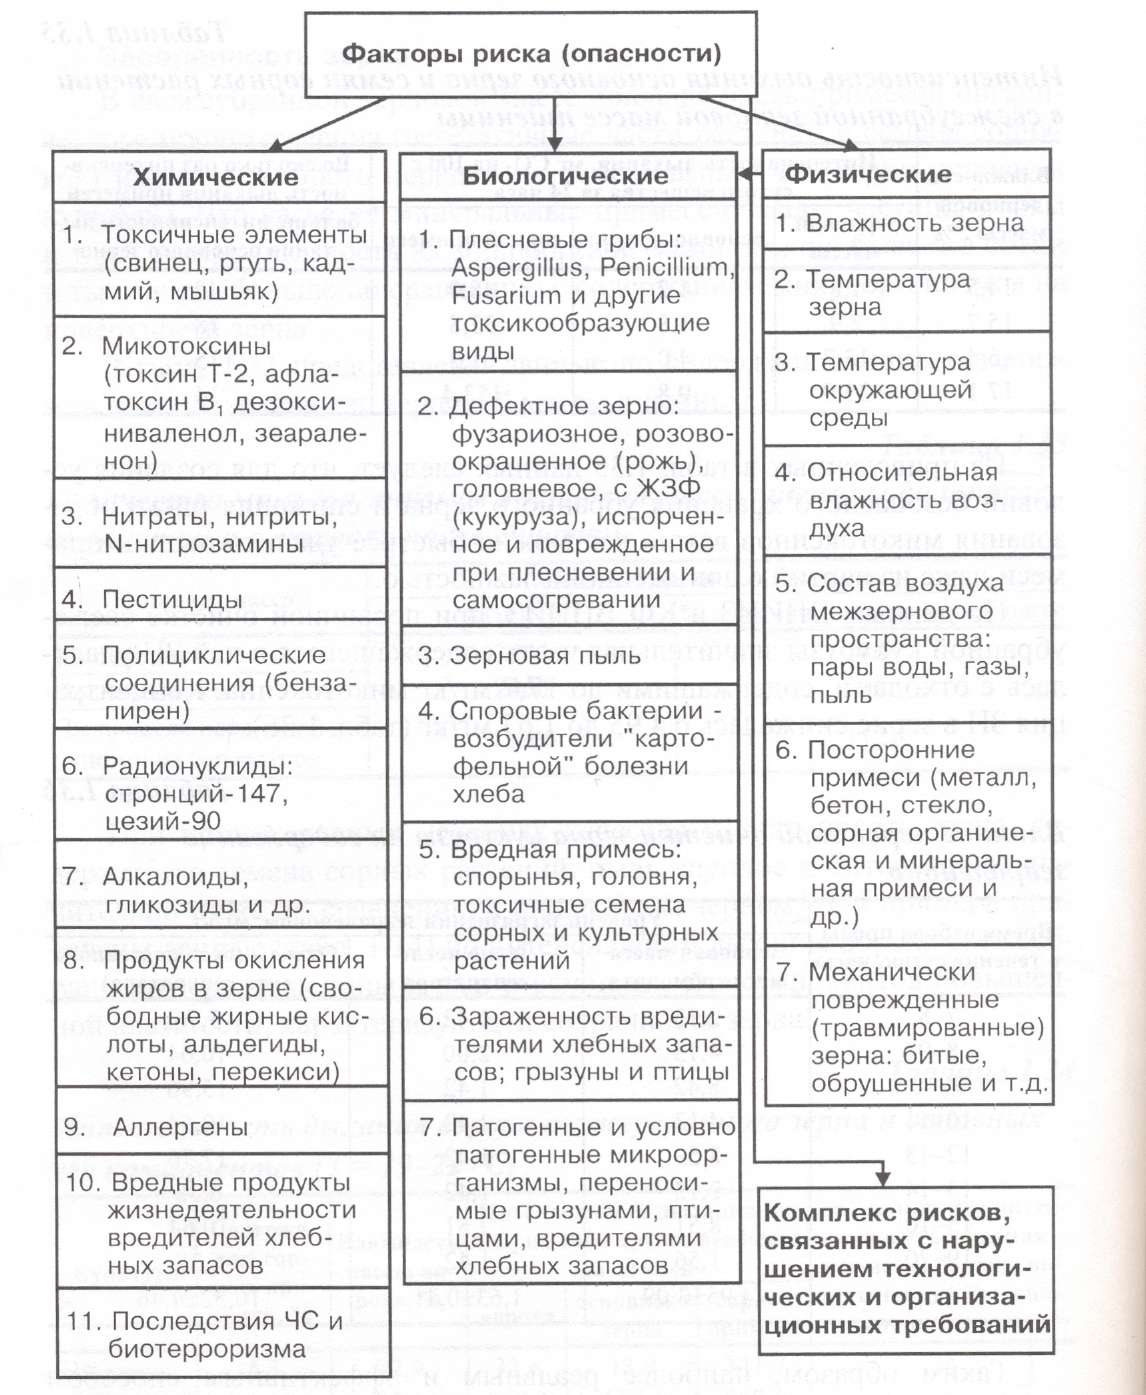 Факторы риска (опасности)
Химические
1. Токсичные элементы
(свинец, ртуть, кад-
мий, мышьяк)
2. Микотоксины
(токсин Т-2, афла-
токсин В1, дезокси-
ниваленол, зеарале-
нон)
3. Нитраты, нитриты,
N-нитрозамины
4. Пестициды
5. Полициклические
соединения (бенза-
пирен)
6. Радионуклиды:
стронций-147,
цезий-90
7. Алкалоиды,
гликозиды и др.
8. Продукты окисления
жиров в зерне (сво-
бодные жирные кис-
лоты, альдегиды,
кетоны, перекиси)
9. Аллергены
10. Вредные продукты
жизнедеятельности
вредителей хлеб-
ных запасов
11. Последствия ЧС и
биотерроризма
Биологические
1. Плесневые грибы:
Aspergillus, Penicillium,
Fusarium и другие
токсикообразующие
виды
2. Дефектное зерно:
фузариозное, розово-
окрашенное (рожь),
голубоглазое, с ЖЗФ
(кукуруза), испорчен-
ное и поврежденное
при плесневении и
самосогревании
3. Зерновая пыль
4. Споровые бактерии -
возбудители "карто-
фельной" болезни
хлеба
5. Вредная примесь:
спорынья, головня,
токсичные семена
сорных и культурных
растений
6. Зараженность вреди-
телями хлебных запа-
сов; грызуны и птицы
7. Патогенные и условно
патогенные микроор-
ганизмы, переноси-
мые грызунами, пти-
цами, вредителями
хлебных запасов
Физические
1. Влажность зерна
2. Температура
зерна
3. Температура
окружающей
среды
4. Относительная
влажность воз-
духа
5. Состав воздуха
межзернового
пространства:
пары воды, газы,
пыль
6. Посторонние
примеси (металл,
бетон, стекло,
сорная органиче-
ская и минераль-
ная примеси и
др.)
7. Механически
поврежденные
(травмированные)
зерна: битые,
обрушенные и т.д.
Комплекс рисков,
связанных с нару-
шением технологи-
ческих и организа-
ционных требований